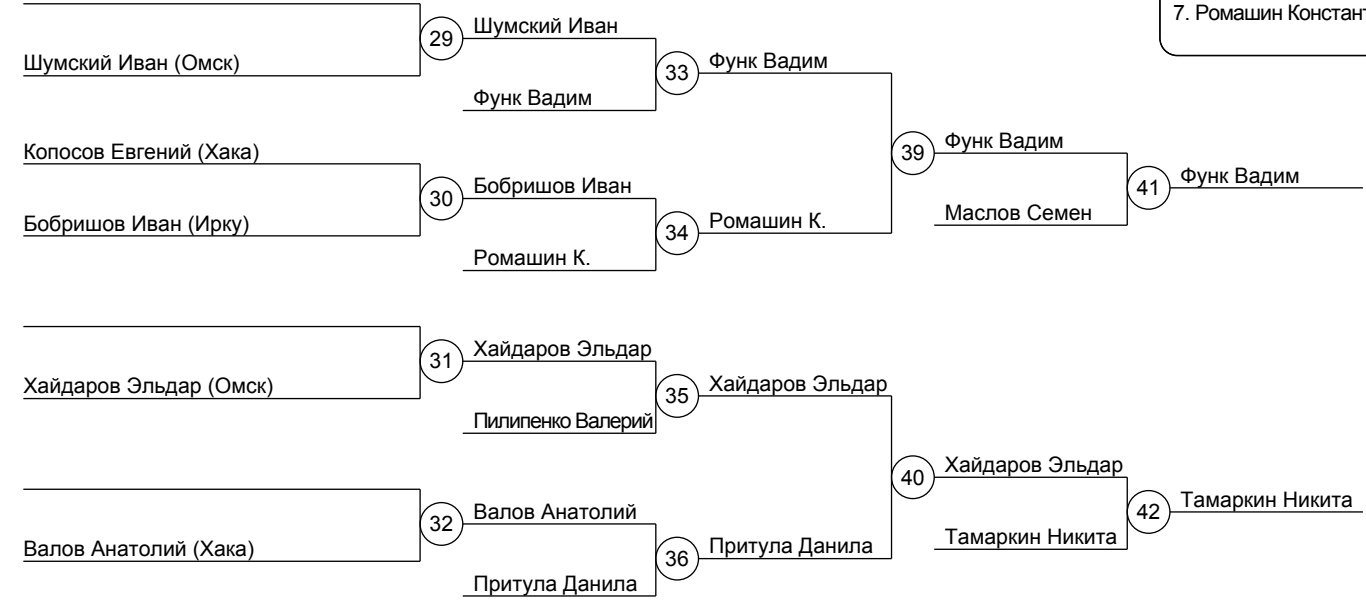 7. Ромашин Констант
Шумский Иван
29
Шумский Иван (Омск)
Функ Вадим
33
Функ Вадим
Функ Вадим
39
Копосов Евгений (Хака)
Функ Вадим
41
Бобришов Иван
30
Маслов Семен
Бобришов Иван (Ирку)
Ромашин К.
34
Ромашин К.
Хайдаров Эльдар
31
Хайдаров Эльдар (Омск)
Хайдаров Эльдар
35
Пилипенко Валерий
Хайдаров Эльдар
40
Тамаркин Никита
42
Валов Анатолий
32
Тамаркин Никита
Валов Анатолий (Хака)
Притула Данила
36
Притула Данила